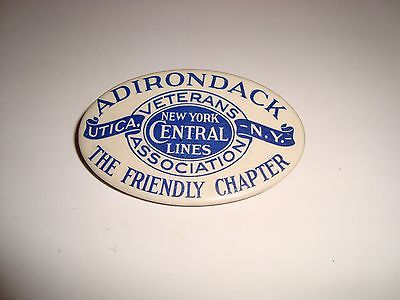 ADIRONDACK
VETERANS
UTICA, NEW YORK -N.Y.-
CENTRAL
LINES
ASSOCIATION
THE FRIENDLY CHAPTER